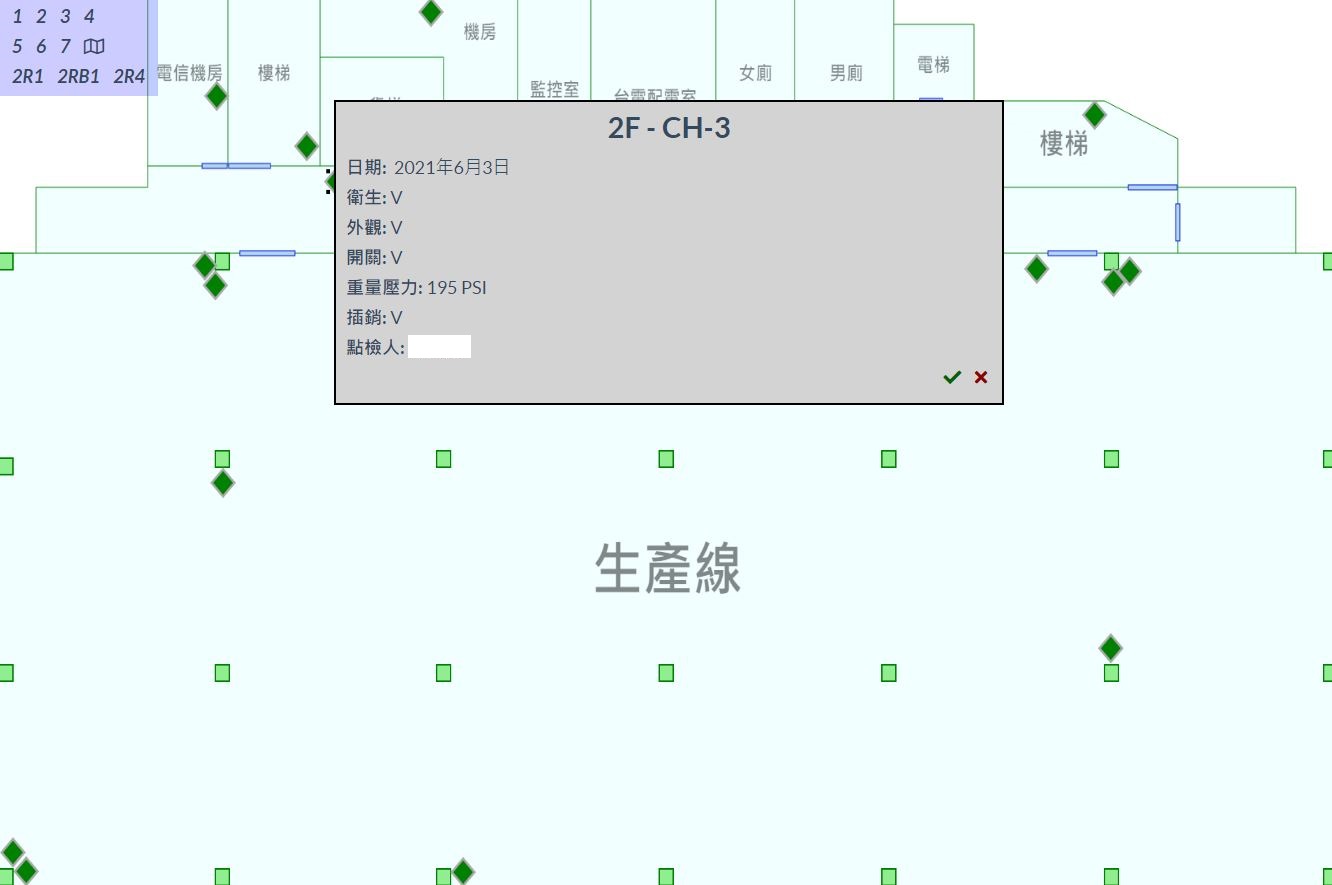 1 2 3 4
5 6 7
2R1 2RB1 2R4
電信機房
樓梯
機房
監控室
台電配電室
女廁
男廁
電梯
樓梯
2F - CH-3
日期: 2021年6月3日
衛生: V
外觀: V
開關: V
重量壓力: 195 PSI
插銷: V
點檢人:
生產線